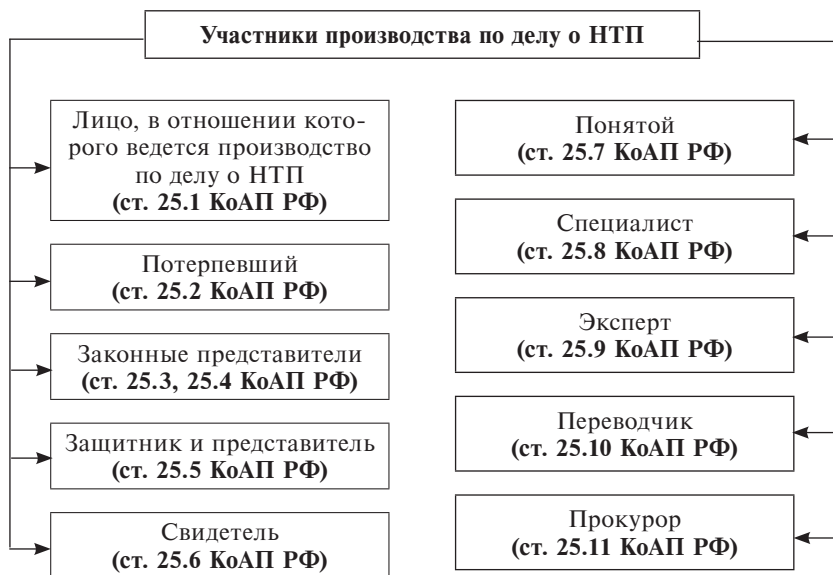 Участники производства по делу о НТП
Лицо, в отношении кото-
рого ведется производство
по делу о НТП
(ст. 25.1 КоАП РФ)
Потерпевший
(ст. 25.2 КоАП РФ)
Законные представители
(ст. 25.3, 25.4 КоАП РФ)
Защитник и представитель
(ст. 25.5 КоАП РФ)
Свидетель
(ст. 25.6 КоАП РФ)
Понятой
(ст. 25.7 КоАП РФ)
Специалист
(ст. 25.8 КоАП РФ)
Эксперт
(ст. 25.9 КоАП РФ)
Переводчик
(ст. 25.10 КоАП РФ)
Прокурор
(ст. 25.11 КоАП РФ)